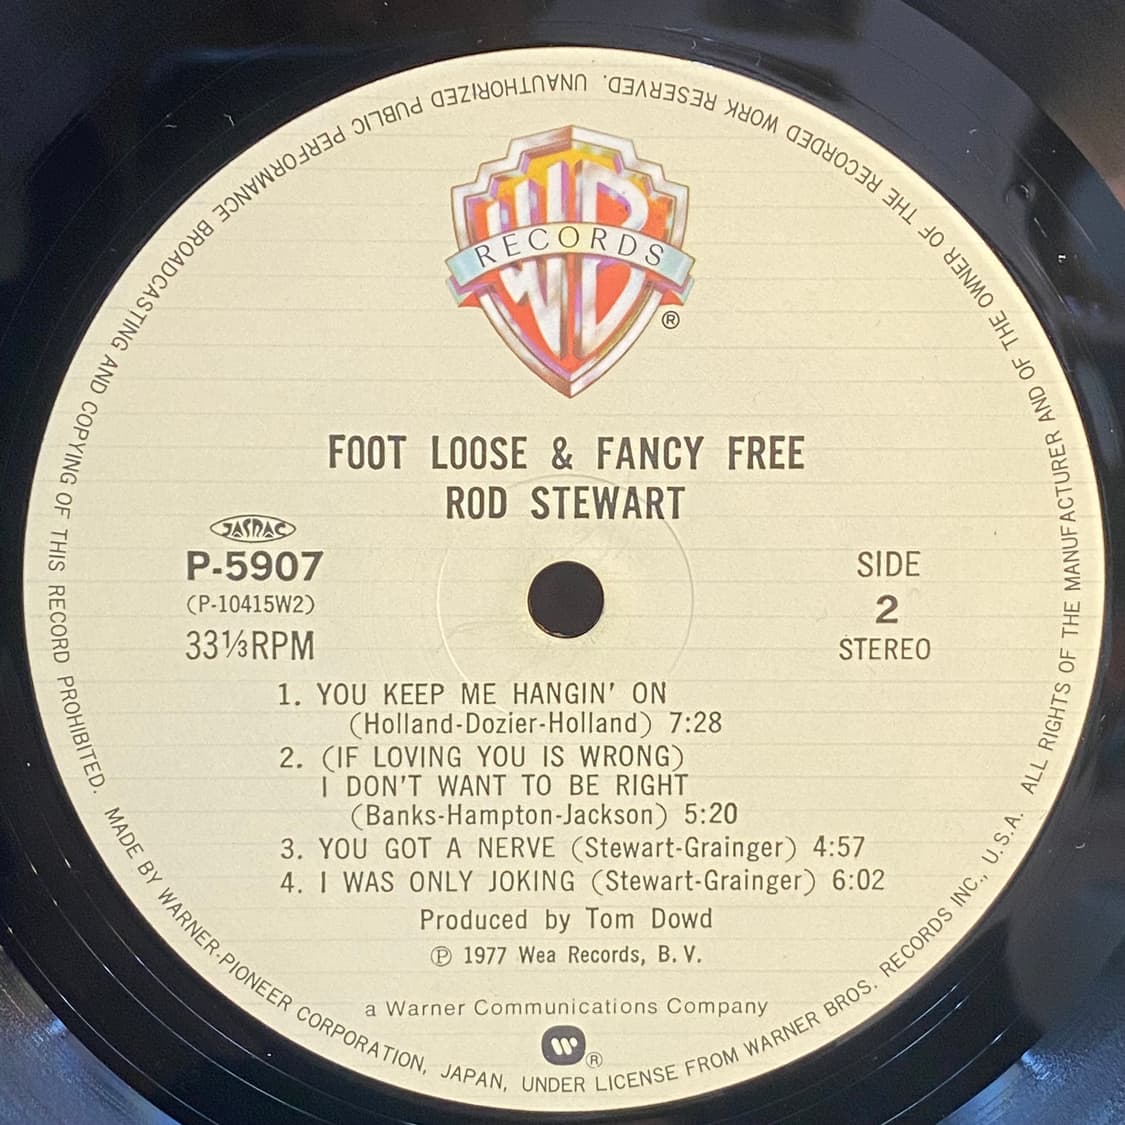 WB
RECORDS
®
FOOT LOOSE & FANCY FREE
ROD STEWART
JASRAC
P-5907
(P-10415W2)
33⅓RPM
SIDE
2
STEREO
1. YOU KEEP ME HANGIN' ON
(Holland-Dozier-Holland) 7:28
2. (IF LOVING YOU IS WRONG)
I DON'T WANT TO BE RIGHT
(Banks-Hampton-Jackson) 5:20
3. YOU GOT A NERVE (Stewart-Grainger) 4:57
4. I WAS ONLY JOKING (Stewart-Grainger) 6:02
Produced by Tom Dowd
℗ 1977 Wea Records, B. V.
a Warner Communications Company
®
MADE BY WARNER-PIONEER CORPORATION, JAPAN, UNDER LICENSE FROM WARNER BROS. RECORDS INC., U.S.A. ALL RIGHTS OF THE MANUFACTURER AND OF THE OWNER OF THE RECORDED WORK RESERVED. UNAUTHORIZED PUBLIC PERFORMANCE BROADCASTING AND COPYING OF THIS RECORD PROHIBITED.